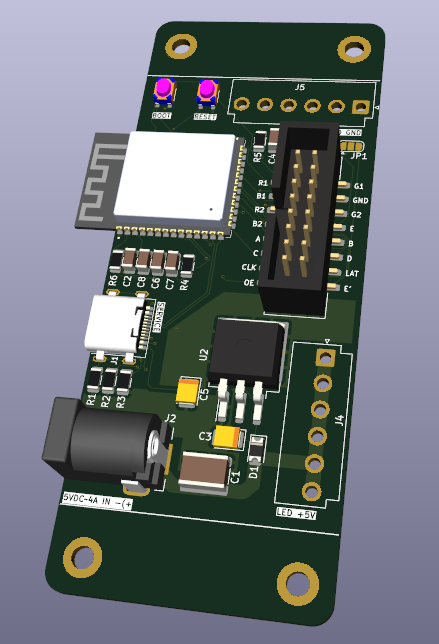 J5
BOOT
RESET
GND
R5
C4
JP1
R1
G1
B1
GND
R2
G2
B2
E
A
B
C
D
CLK
LAT
OE
E'
R6
C2
C8
C6
C7
R4
SERVICE
J1
U2
R1
R2
R3
C5
J2
J4
C3
D1
C1
5VDC-4A IN -(+
LED +5V